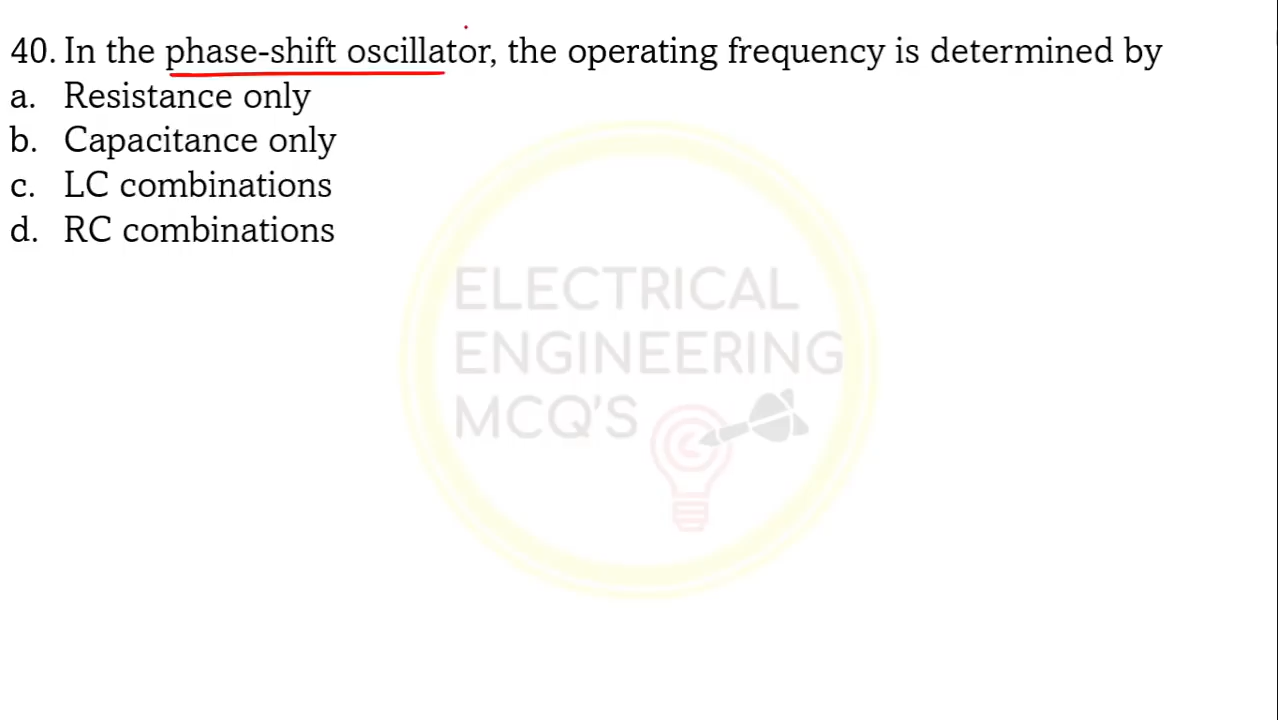 40. In the phase-shift oscillator, the operating frequency is determined by
a. Resistance only
b. Capacitance only
c. LC combinations
d. RC combinations
ELECTRICAL
ENGINEERING
MCQ'S